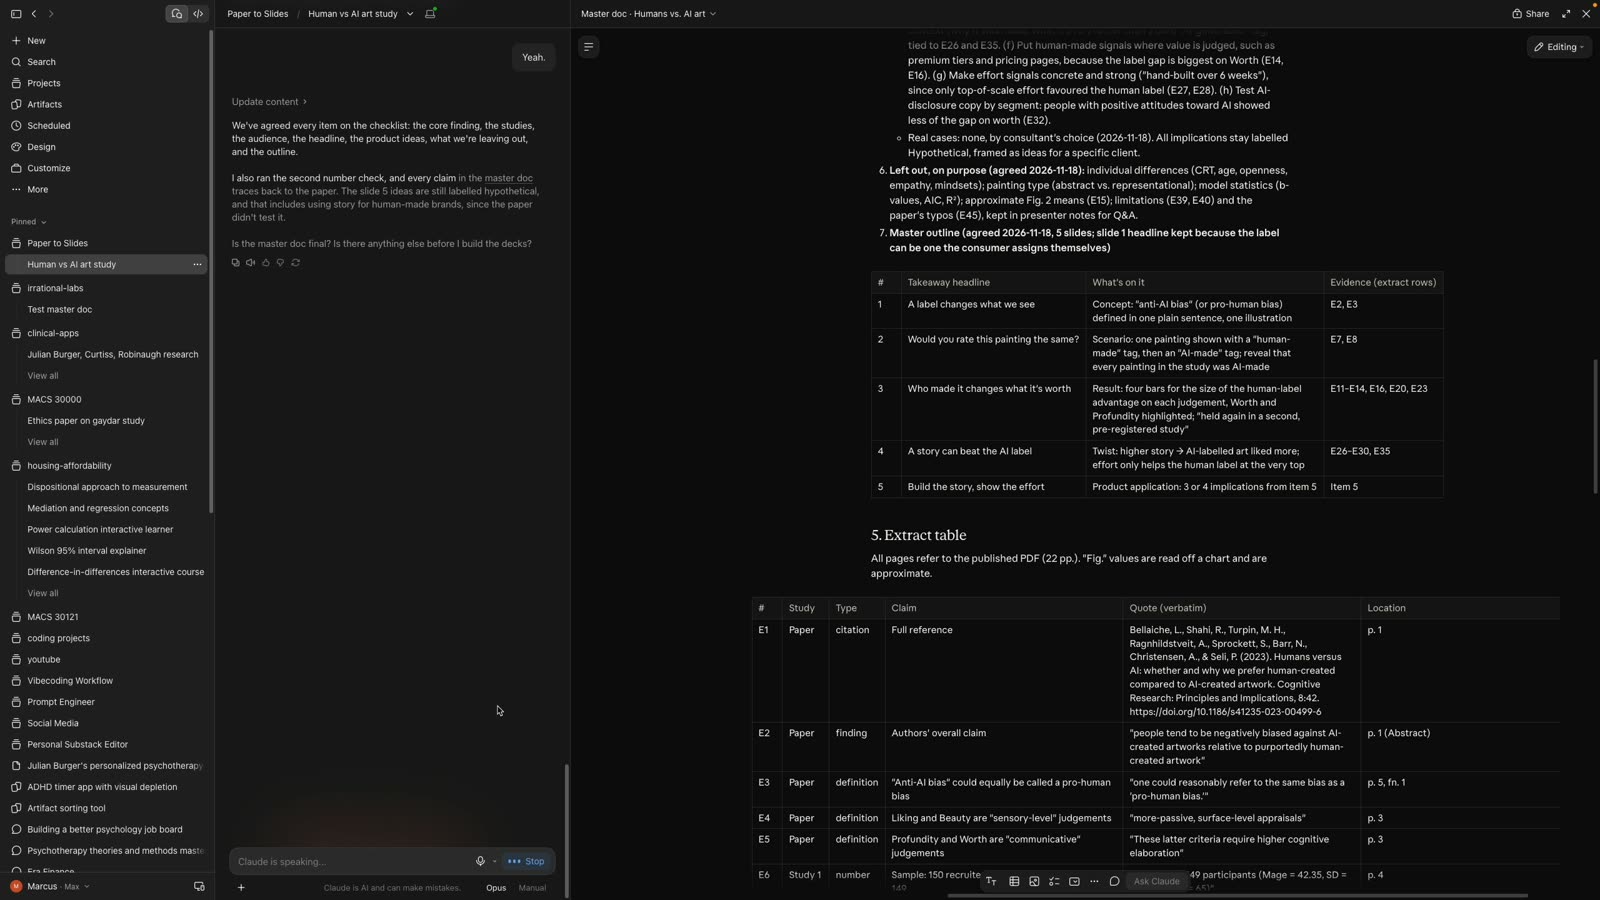 Paper to Slides / Human vs AI art study
Master doc · Humans vs. AI art
Share
Editing
New
Search
Projects
Artifacts
Scheduled
Design
Customize
More
Pinned
Paper to Slides
Human vs AI art study
irrational-labs
Test master doc
clinical-apps
Julian Burger, Curtiss, Robinaugh research
View all
MACS 30000
Ethics paper on gaydar study
View all
housing-affordability
Dispositional approach to measurement
Mediation and regression concepts
Power calculation interactive learner
Wilson 95% interval explainer
Difference-in-differences interactive course
View all
MACS 30121
coding projects
youtube
Vibecoding Workflow
Prompt Engineer
Social Media
Personal Substack Editor
Julian Burger's personalized psychotherapy
ADHD timer app with visual depletion
Artifact sorting tool
Building a better psychology job board
Psychology theories and methods maste
Era Finance
Marcus · Max
Yeah.
Update content >
We've agreed every item on the checklist: the core finding, the studies,
the audience, the headline, the product ideas, what we're leaving out,
and the outline.
I also ran the second number check, and every claim in the master doc
traces back to the paper. The slide 5 ideas are still labelled hypothetical,
and that includes using story for human-made brands, since the paper
didn't test it.
Is the master doc final? Is there anything else before I build the decks?
Claude is speaking...
Stop
Claude is AI and can make mistakes.
Opus
Manual
tied to E26 and E35. (f) Put human-made signals where value is judged, such as
premium tiers and pricing pages, because the label gap is biggest on Worth (E14,
E16). (g) Make effort signals concrete and strong ("hand-built over 6 weeks"),
since only top-of-scale effort favoured the human label (E27, E28). (h) Test AI-
disclosure copy by segment: people with positive attitudes toward AI showed
less of the gap on worth (E32).
Real cases: none, by consultant's choice (2026-11-18). All implications stay labelled
Hypothetical, framed as ideas for a specific client.
6. Left out, on purpose (agreed 2026-11-18): individual differences (CRT, age, openness,
empathy, mindsets); painting type (abstract vs. representational); model statistics (b-
values, AIC, R²); approximate Fig. 2 means (E15); limitations (E39, E40) and the
paper's typos (E45), kept in presenter notes for Q&A.
7. Master outline (agreed 2026-11-18, 5 slides; slide 1 headline kept because the label
can be one the consumer assigns themselves)
# Takeaway headline What's on it Evidence (extract rows)
1 A label changes what we see Concept: "anti-AI bias" (or pro-human bias)
defined in one plain sentence, one illustration E2, E3
2 Would you rate this painting the same? Scenario: one painting shown with a "human-
made" tag, then an "AI-made" tag; reveal that
every painting in the study was AI-made E7, E8
3 Who made it changes what it's worth Result: four bars for the size of the human-label
advantage on each judgement, Worth and
Profundity highlighted; "held again in a second,
pre-registered study" E11–E14, E16, E20, E23
4 A story can beat the AI label Twist: higher story → AI-labelled art liked more;
effort only helps the human label at the very top E26–E30, E35
5 Build the story, show the effort Product application: 3 or 4 implications from item 5 Item 5
5. Extract table
All pages refer to the published PDF (22 pp.). "Fig." values are read off a chart and are
approximate.
# Study Type Claim Quote (verbatim) Location
E1 Paper citation Full reference Bellaiche, L., Shahi, R., Turpin, M. H.,
Ragnhildstveit, A., Sprockett, S., Barr, N.,
Christensen, A., & Seli, P. (2023). Humans versus
AI: whether and why we prefer human-created
compared to AI-created artwork. Cognitive
Research: Principles and Implications, 8:42.
https://doi.org/10.1186/s41235-023-00499-6 p. 1
E2 Paper finding Authors' overall claim "people tend to be negatively biased against AI-
created artworks relative to purportedly human-
created artwork" p. 1 (Abstract)
E3 Paper definition "Anti-AI bias" could equally be called a pro-human
bias "one could reasonably refer to the same bias as a
'pro-human bias.'" p. 5, fn. 1
E4 Paper definition Liking and Beauty are "sensory-level" judgements "more-passive, surface-level appraisals" p. 3
E5 Paper definition Profundity and Worth are "communicative"
judgements "These latter criteria require higher cognitive
elaboration" p. 3
E6 Study 1 number Sample: 150 recruite 49 participants (Mage = 42.35, SD = p. 4
Ask Claude